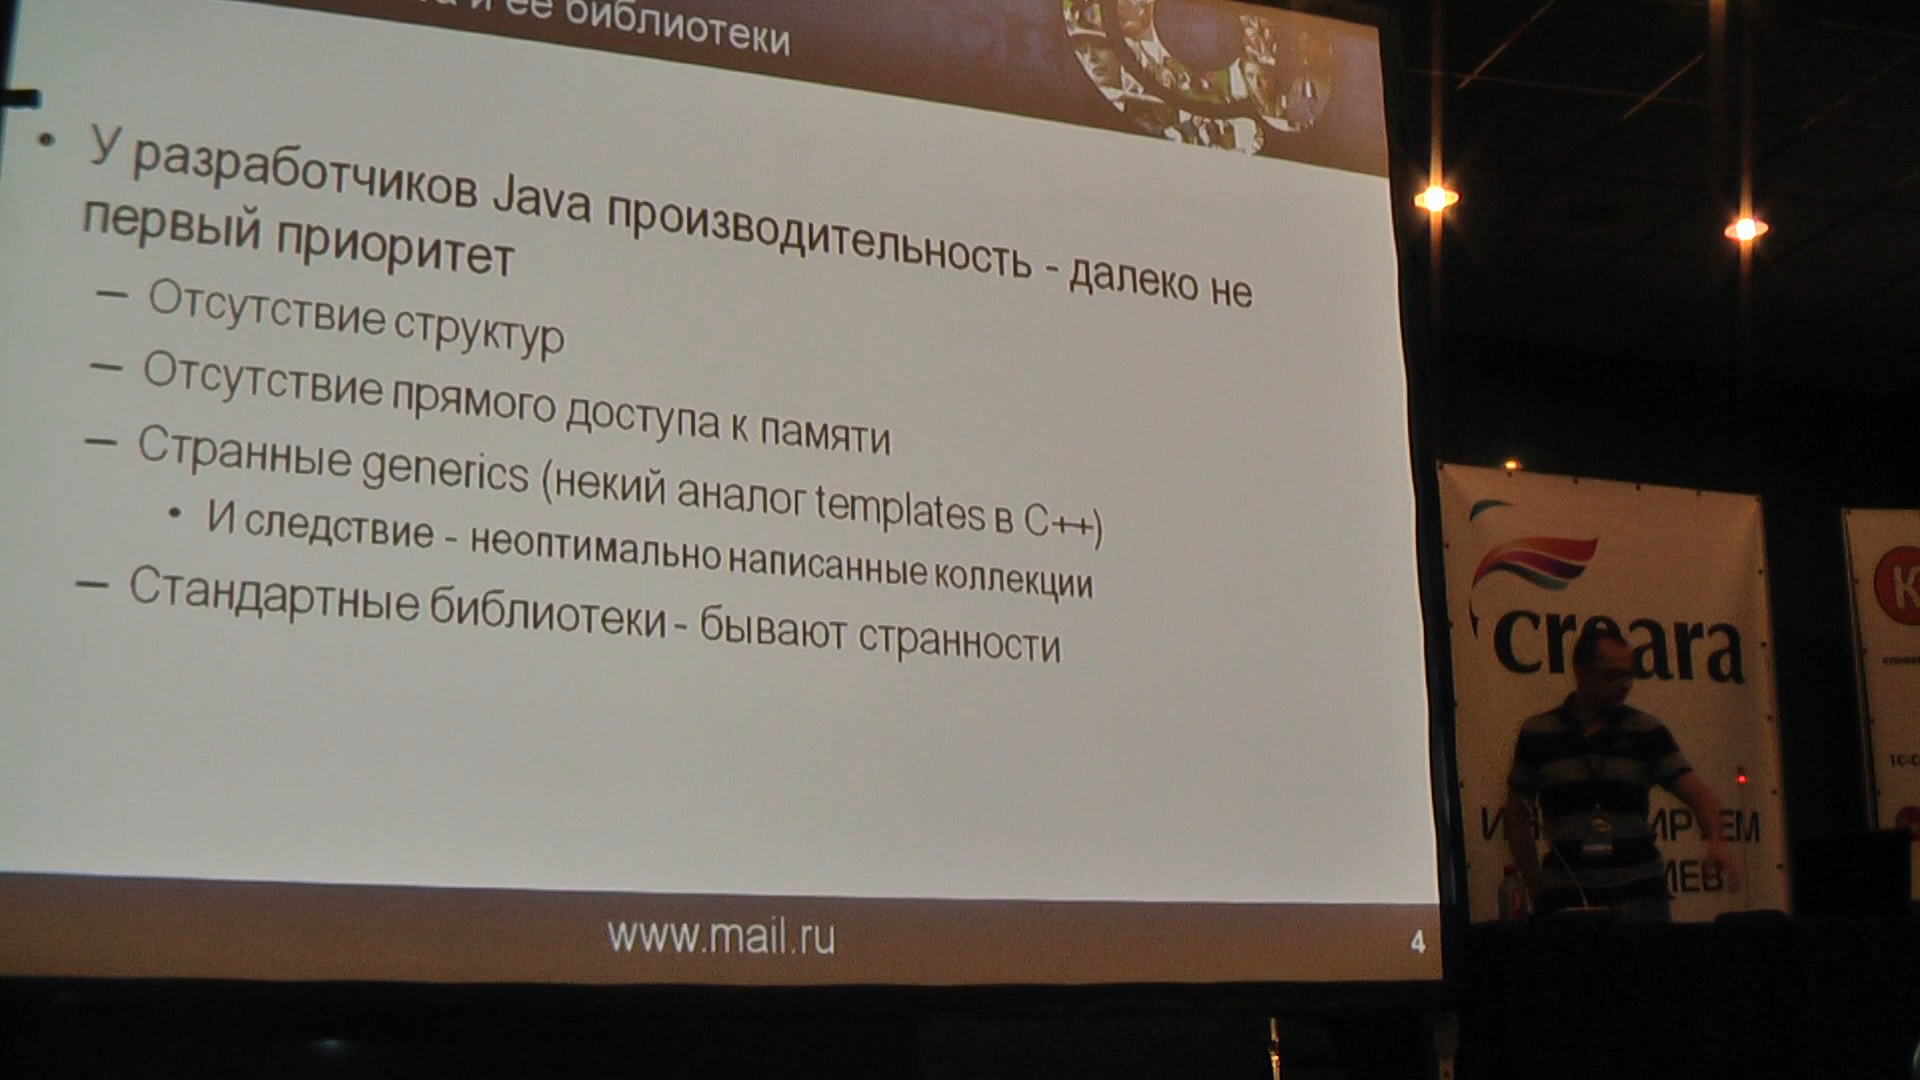 и ее библиотеки
• У разработчиков Java производительность - далеко не
первый приоритет
– Отсутствие структур
– Отсутствие прямого доступа к памяти
– Странные generics (некий аналог templates в C++)
• И следствие - неоптимально написанные коллекции
– Стандартные библиотеки - бывают странности
www.mail.ru
4
creara